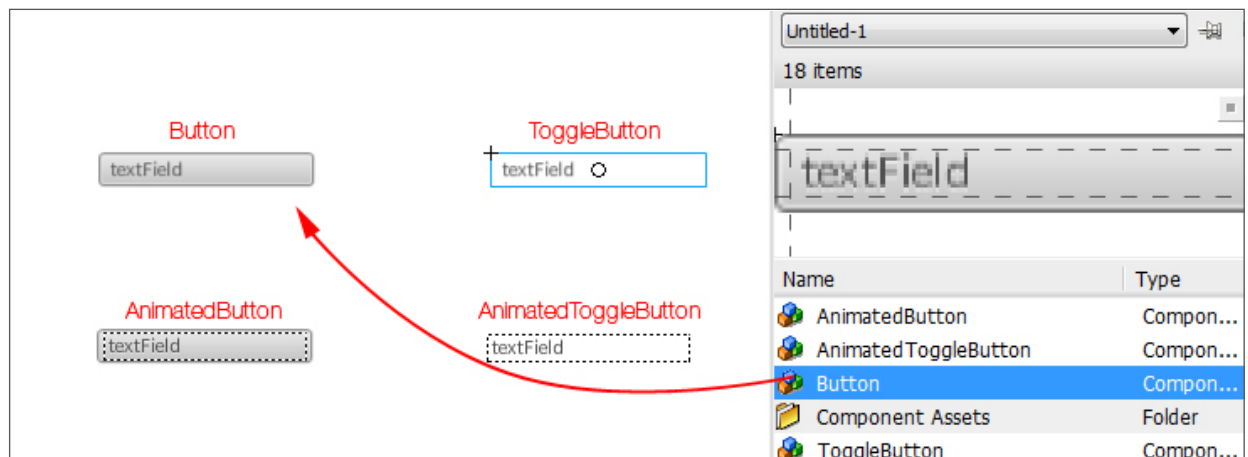 Button
textField
ToggleButton
textField
AnimatedButton
textField
AnimatedToggleButton
textField
Untitled-1
18 items
textField
Name Type
AnimatedButton Compon...
AnimatedToggleButton Compon...
Button Compon...
Component Assets Folder
ToggleButton Compon...